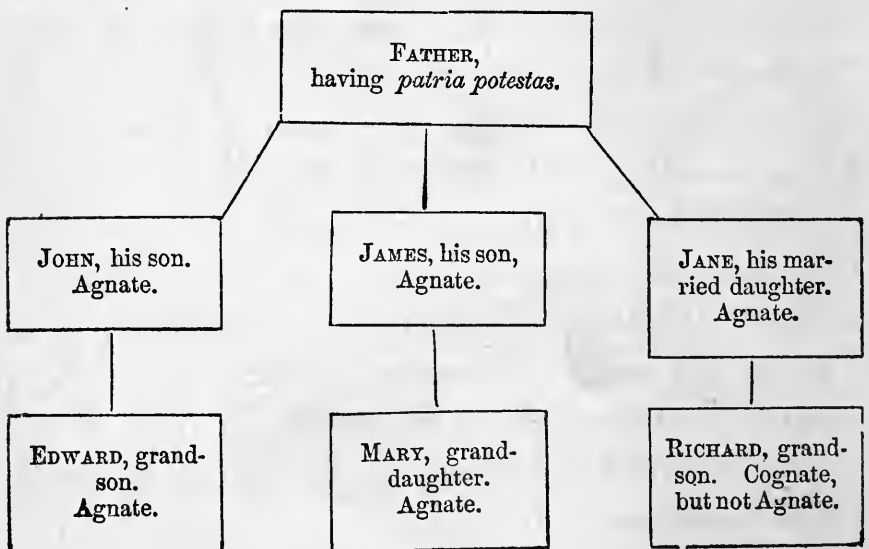 FATHER,
having patria potestas.
JOHN, his son.
Agnate.
JAMES, his son,
Agnate.
JANE, his mar-
ried daughter.
Agnate.
EDWARD, grand-
son.
Agnate.
MARY, grand-
daughter.
Agnate.
RICHARD, grand-
son. Cognate,
but not Agnate.